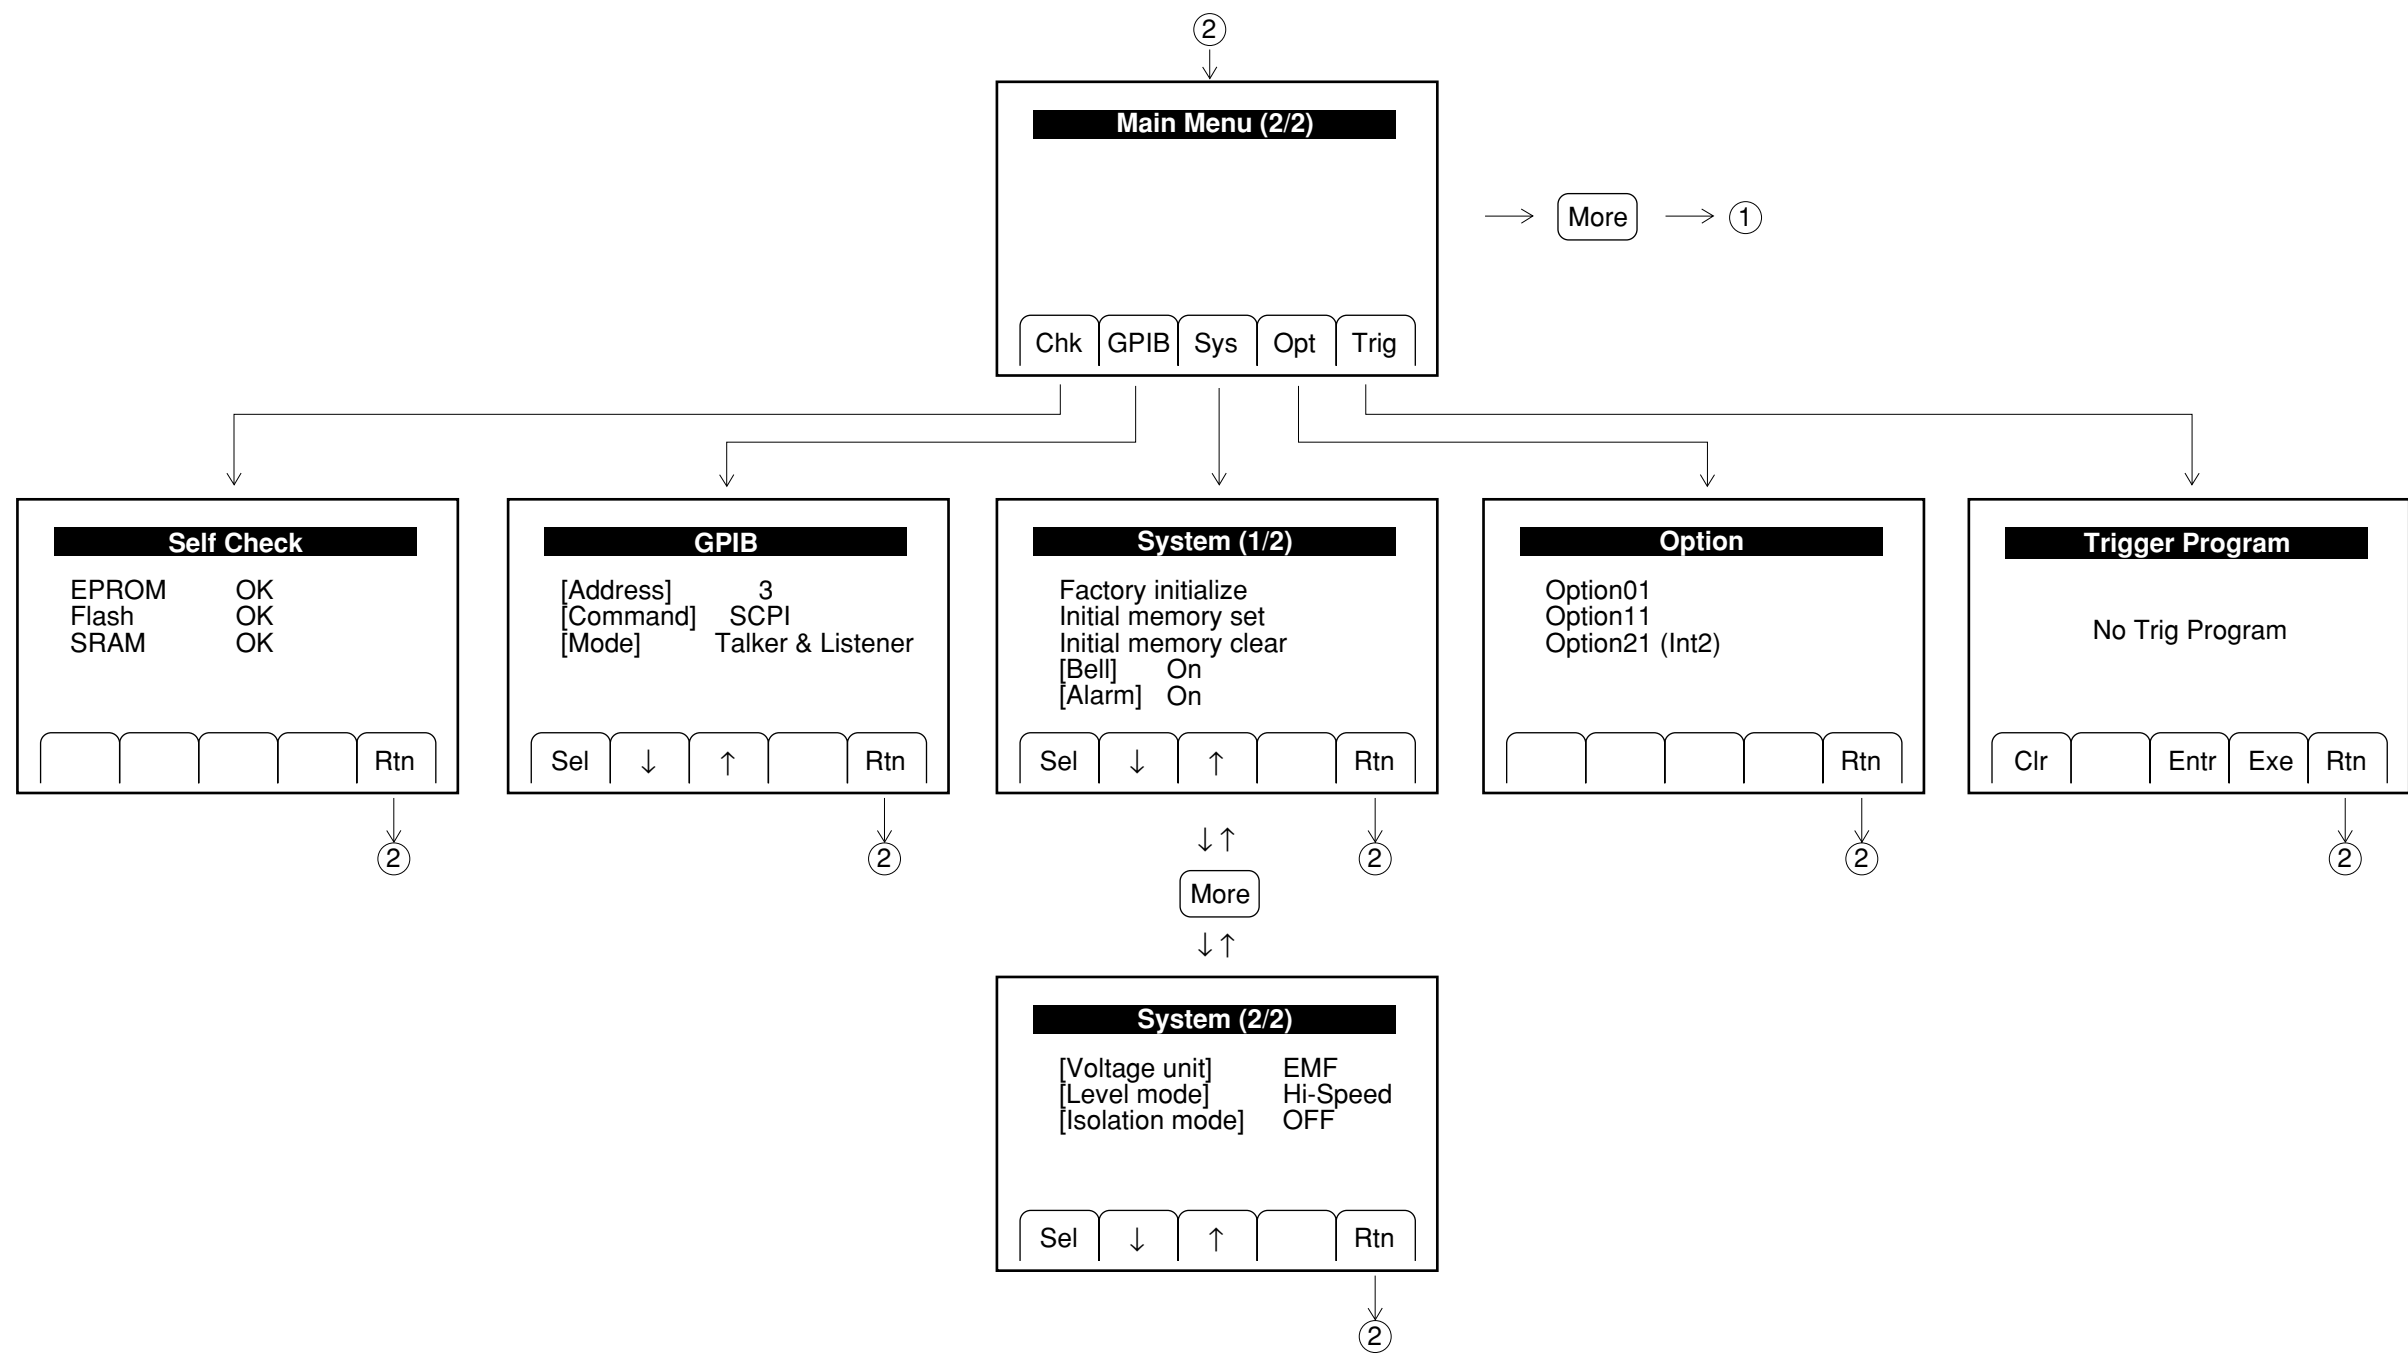 ②
Main Menu (2/2)
More
①
Chk GPIB Sys Opt Trig
Self Check
EPROM OK
Flash OK
SRAM OK
Rtn
②
GPIB
[Address] 3
[Command] SCPI
[Mode] Talker & Listener
Sel ↓ ↑ Rtn
②
System (1/2)
Factory initialize
Initial memory set
Initial memory clear
[Bell] On
[Alarm] On
Sel ↓ ↑ Rtn
②
Option
Option01
Option11
Option21 (Int2)
Rtn
②
Trigger Program
No Trig Program
Clr Entr Exe Rtn
②
↓↑
More
↓↑
System (2/2)
[Voltage unit] EMF
[Level mode] Hi-Speed
[Isolation mode] OFF
Sel ↓ ↑ Rtn
②